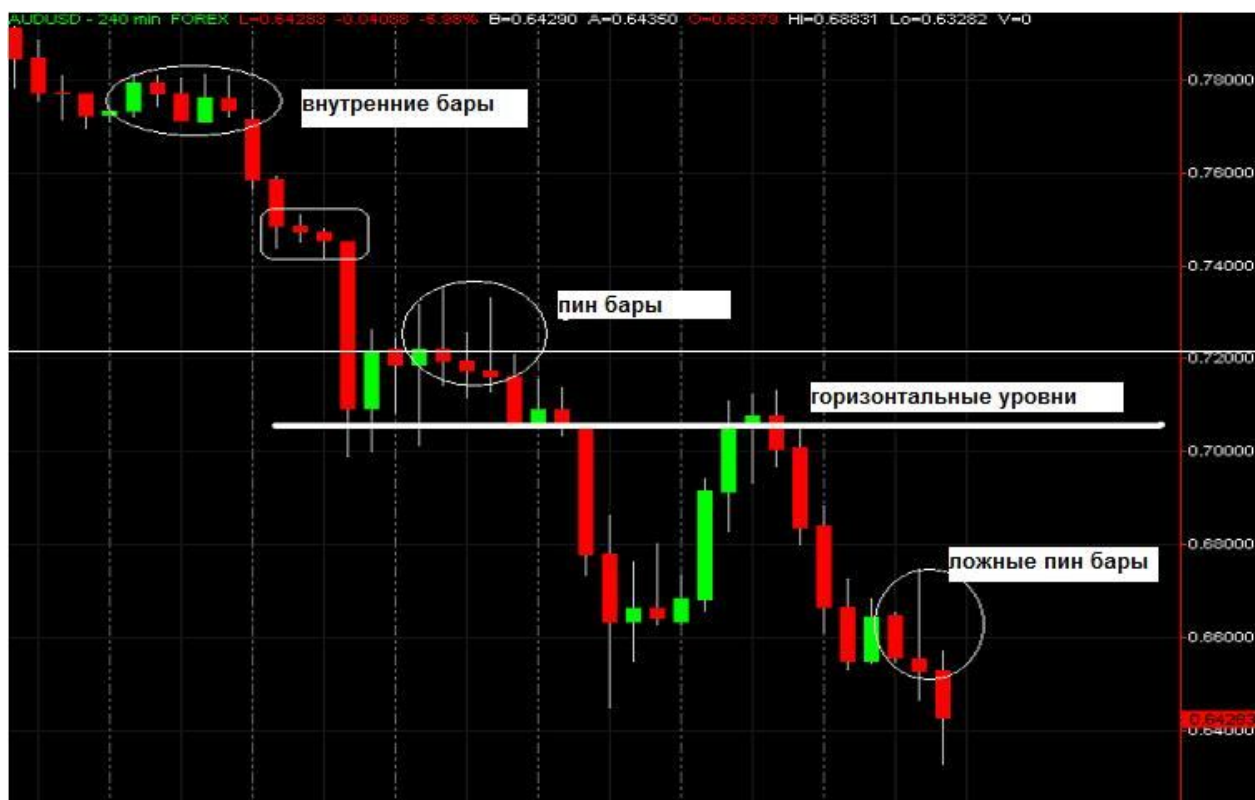 AUDUSD - 240 min FOREX L=0.64283 -0.04088 -5.98% B=0.64290 A=0.64350 O=0.68379 Hi=0.68831 Lo=0.63282 V=0
0.78000
внутренние бары
0.76000
0.74000
пин бары
0.72000
горизонтальные уровни
0.70000
0.68000
ложные пин бары
0.66000
0.64283
0.64000